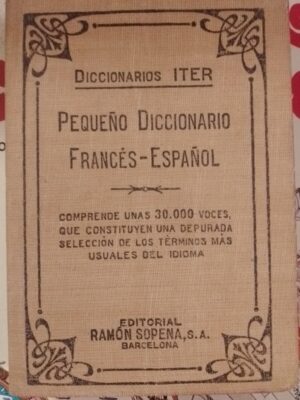 DICCIONARIOS ITER
PEQUEÑO DICCIONARIO
FRANCÉS-ESPAÑOL
COMPRENDE UNAS 30.000 VOCES,
QUE CONSTITUYEN UNA DEPURADA
SELECCIÓN DE LOS TÉRMINOS MÁS
USUALES DEL IDIOMA
EDITORIAL
RAMÓN SOPENA, S.A.
BARCELONA